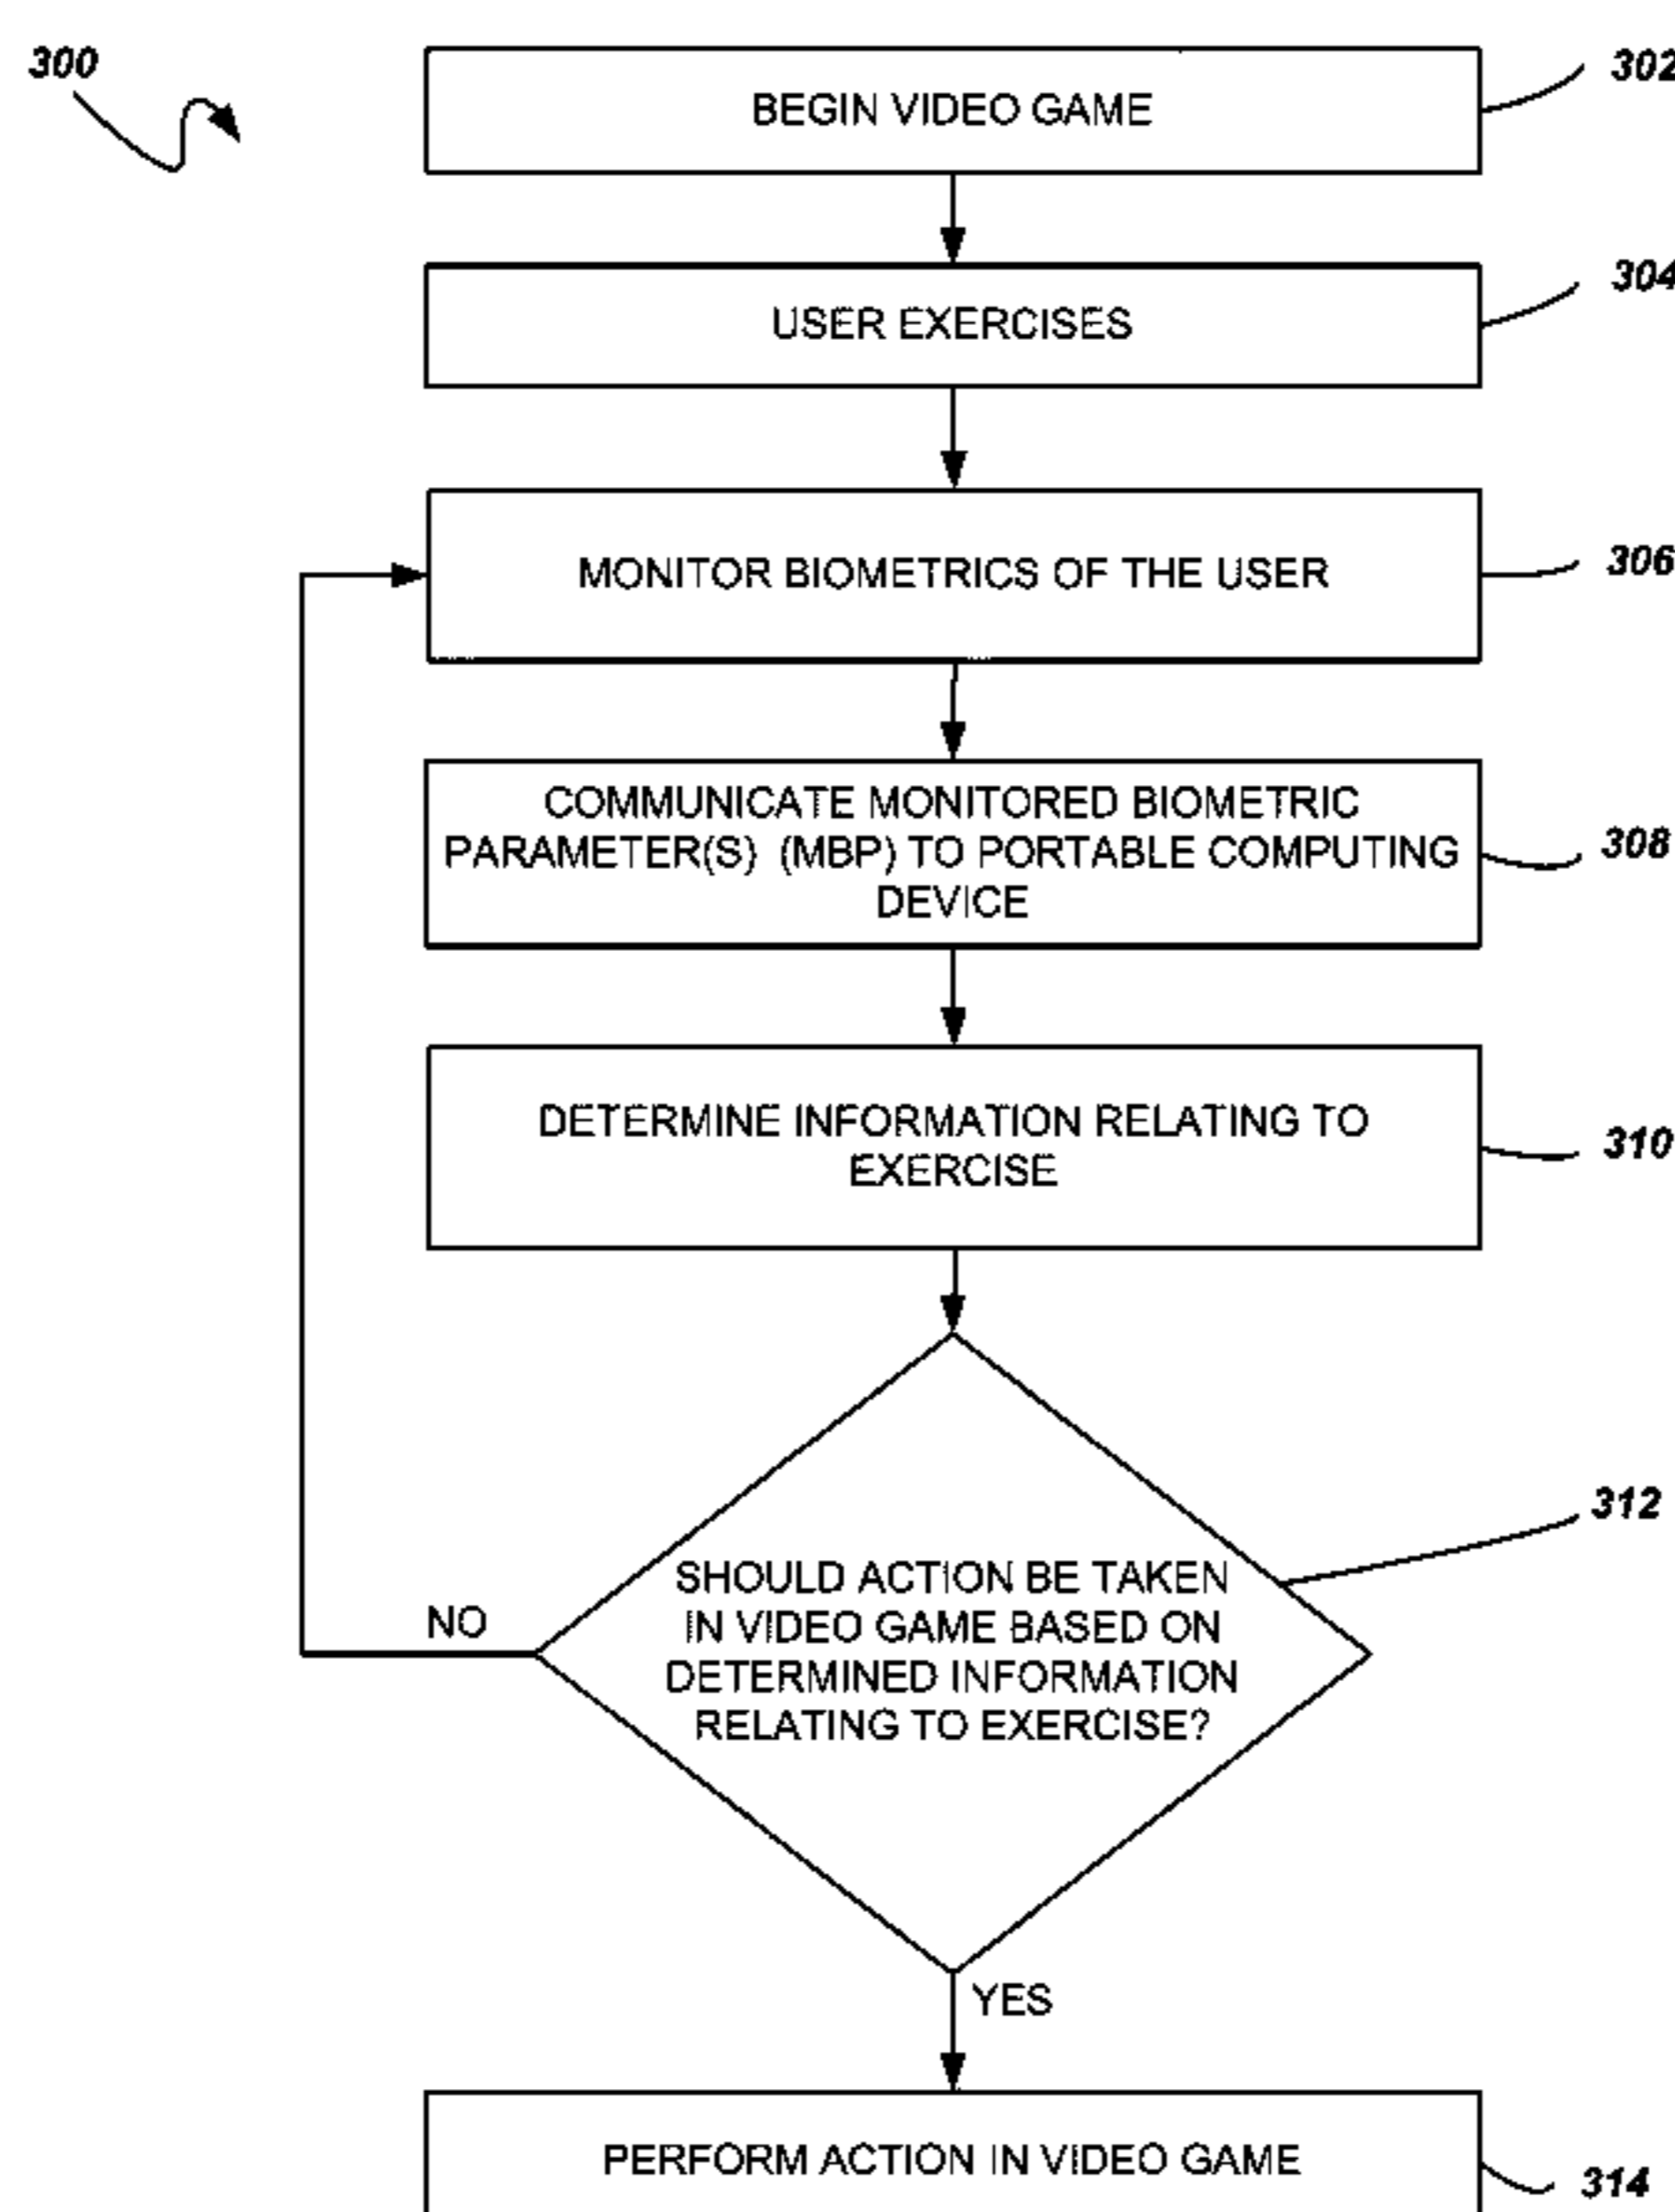 300
302
BEGIN VIDEO GAME
304
USER EXERCISES
306
MONITOR BIOMETRICS OF THE USER
COMMUNICATE MONITORED BIOMETRIC
PARAMETER(S) (MBP) TO PORTABLE COMPUTING
DEVICE
308
DETERMINE INFORMATION RELATING TO
EXERCISE
310
312
SHOULD ACTION BE TAKEN
IN VIDEO GAME BASED ON
DETERMINED INFORMATION
RELATING TO EXERCISE?
NO
YES
PERFORM ACTION IN VIDEO GAME
314